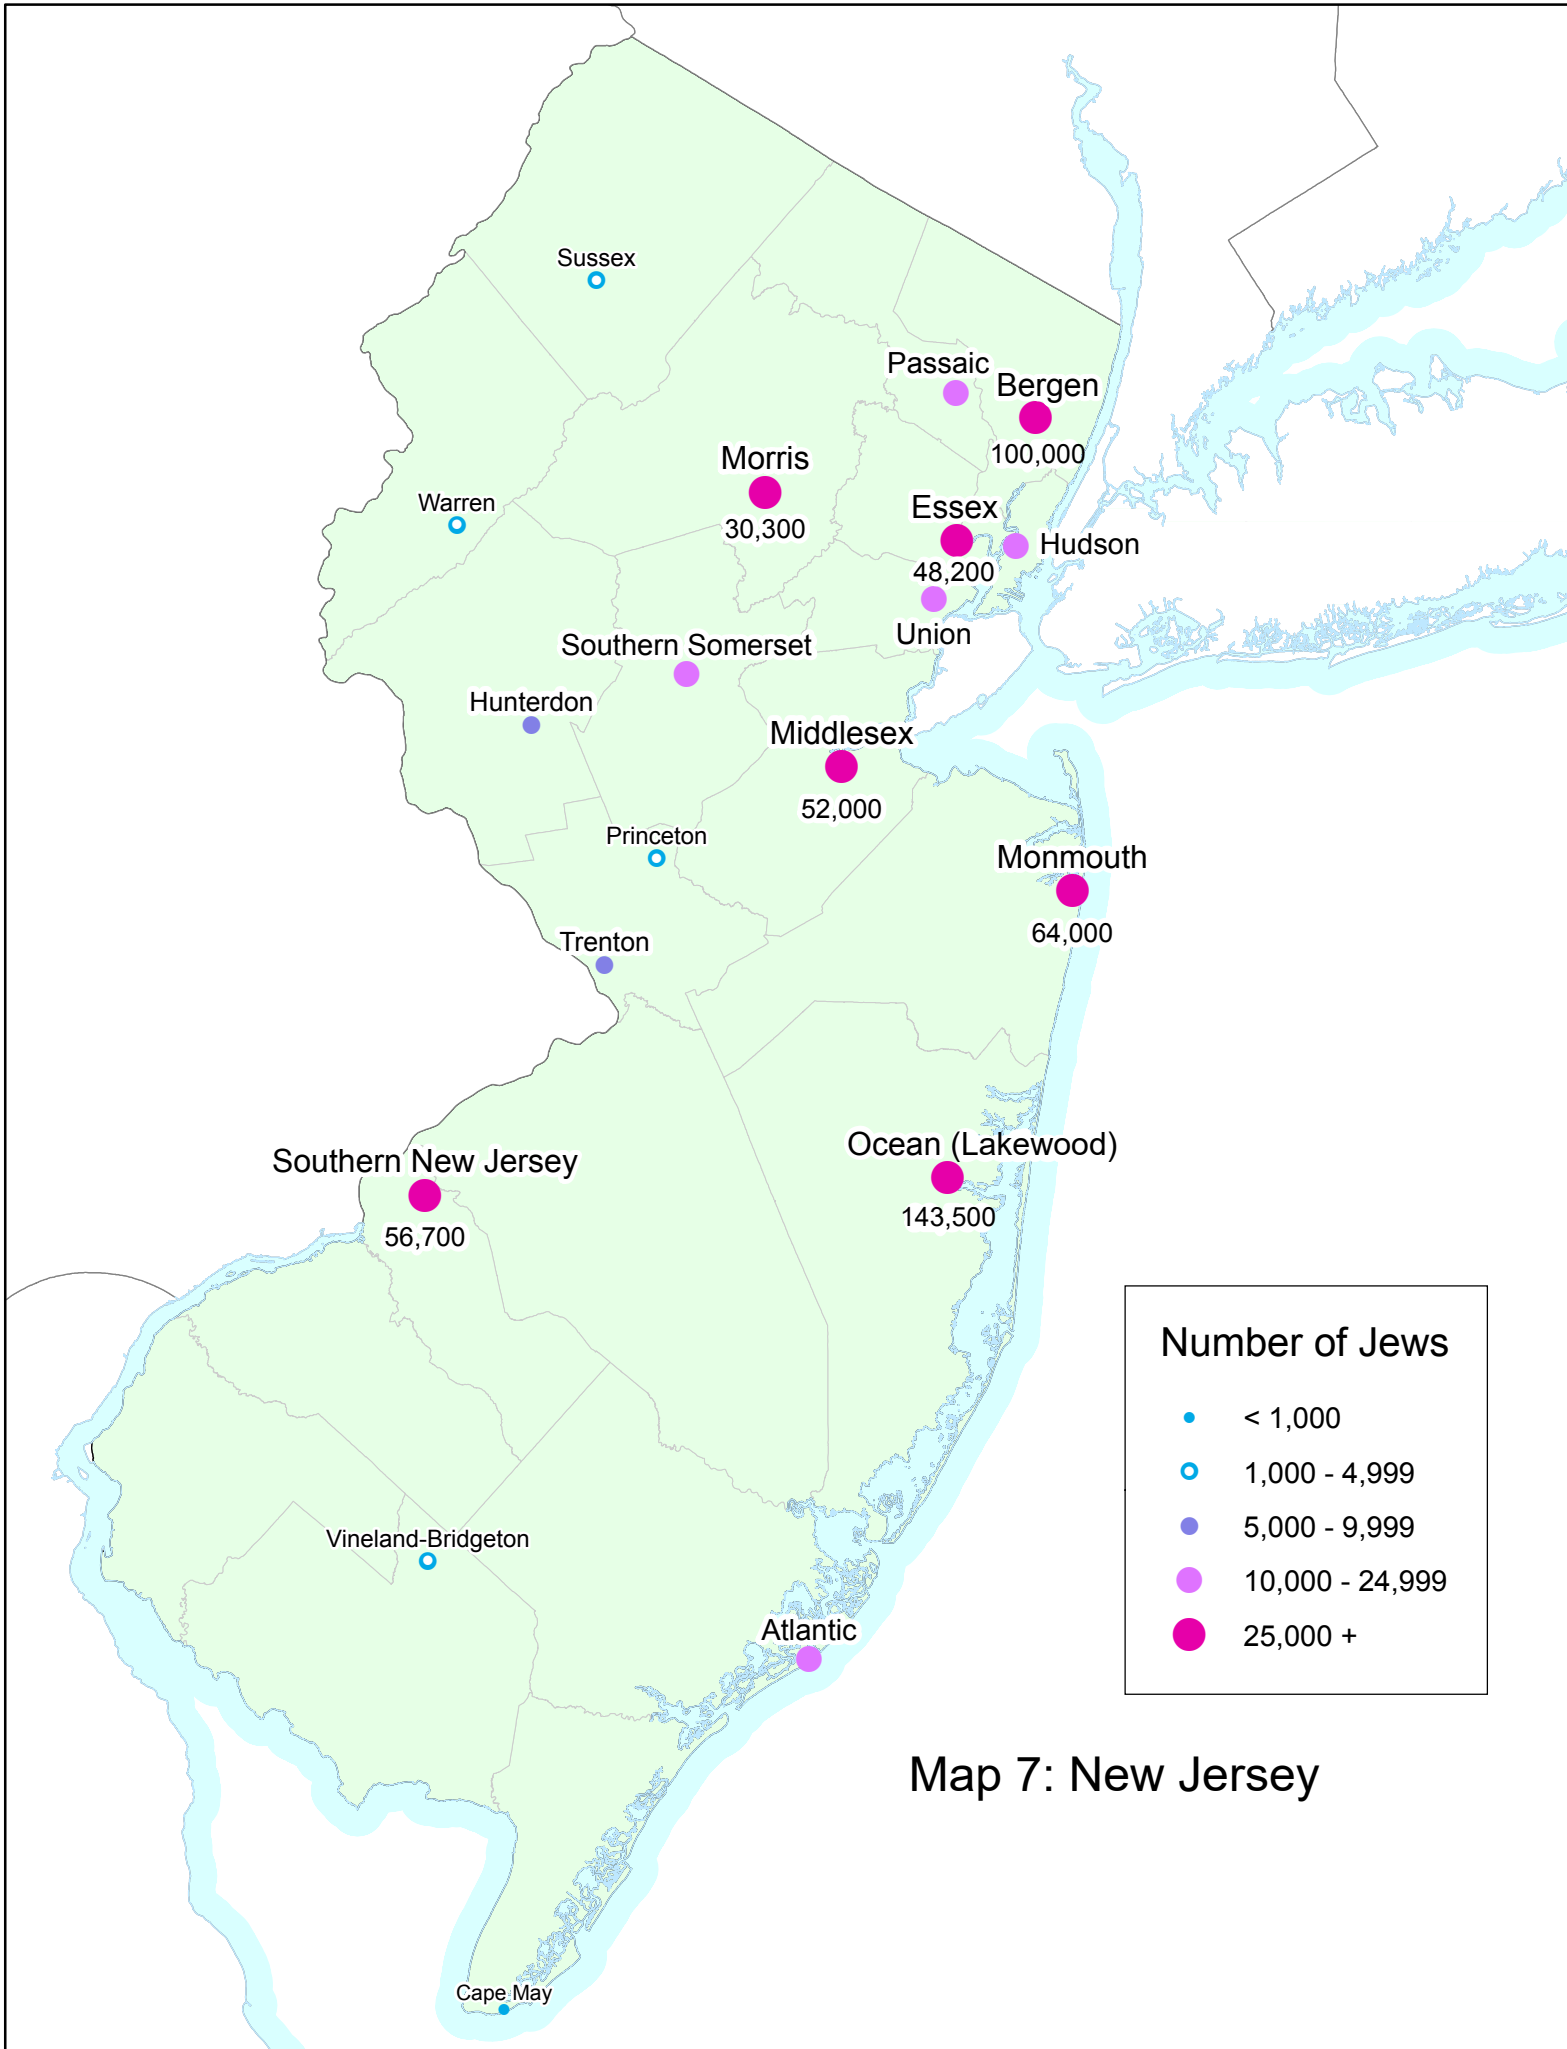 Sussex
Passaic
Bergen
100,000
Morris
30,300
Warren
Essex
48,200
Hudson
Union
Southern Somerset
Hunterdon
Middlesex
52,000
Princeton
Monmouth
64,000
Trenton
Ocean (Lakewood)
143,500
Southern New Jersey
56,700
Number of Jews
< 1,000
1,000 - 4,999
5,000 - 9,999
10,000 - 24,999
25,000 +
Vineland-Bridgeton
Atlantic
Map 7: New Jersey
Cape May